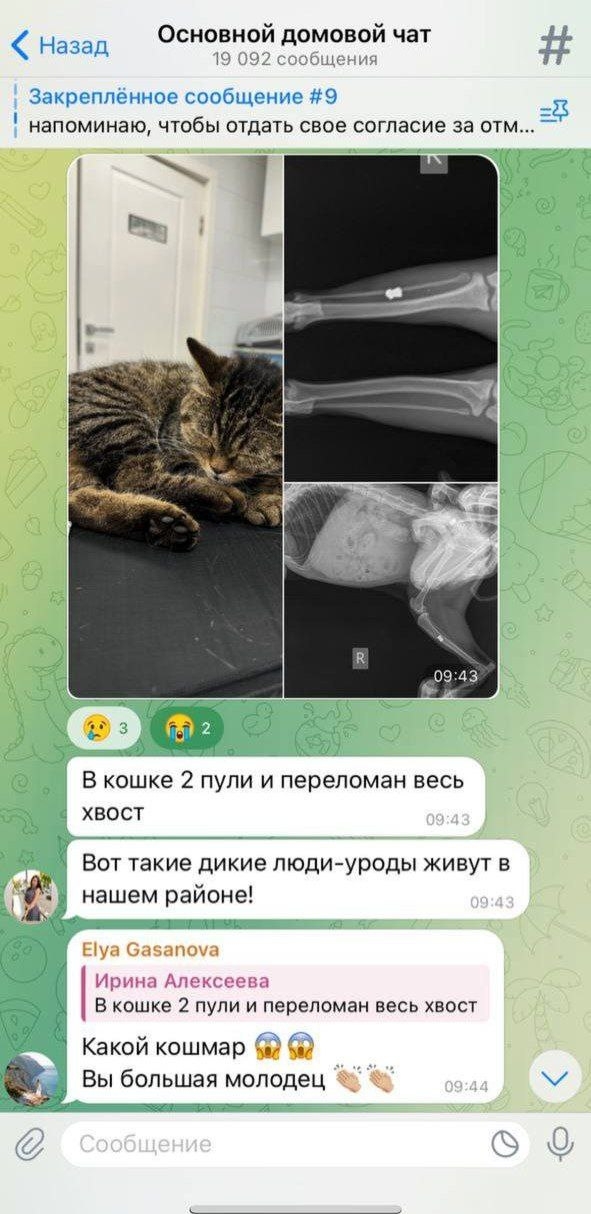 Назад
Основной домовой чат
19 092 сообщения
#
Закреплённое сообщение #9
напоминаю, чтобы отдать свое согласие за отм...
R
R
09:43
3
2
В кошке 2 пули и переломан весь
хвост
09:43
Вот такие дикие люди-уроды живут в
нашем районе!
09:43
Elya Gasanova
Ирина Алексеева
В кошке 2 пули и переломан весь хвост
Какой кошмар 😱😱
Вы большая молодец 👏🏼👏🏼
09:44
Сообщение